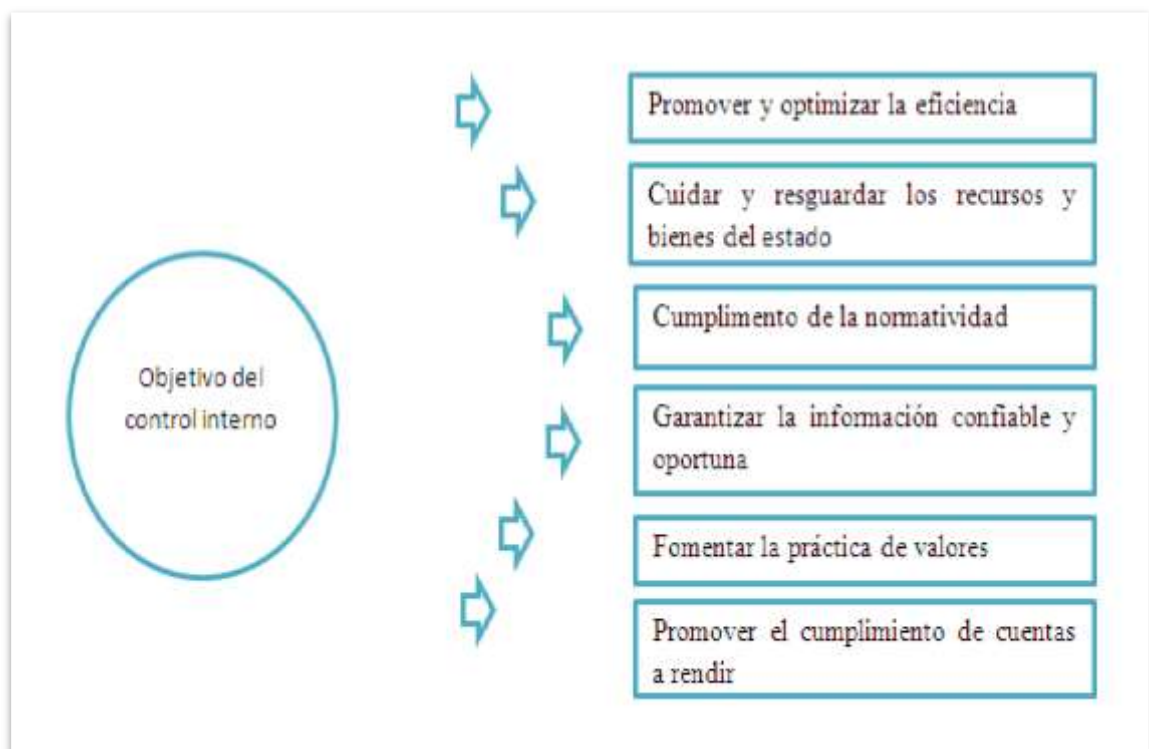 Promover y optimizar la eficiencia
Cuidar y resguardar los recursos y
bienes del estado
Objetivo del
control interno
Cumplimento de la normatividad
Garantizar la información confiable y
oportuna
Fomentar la práctica de valores
Promover el cumplimiento de cuentas
a rendir